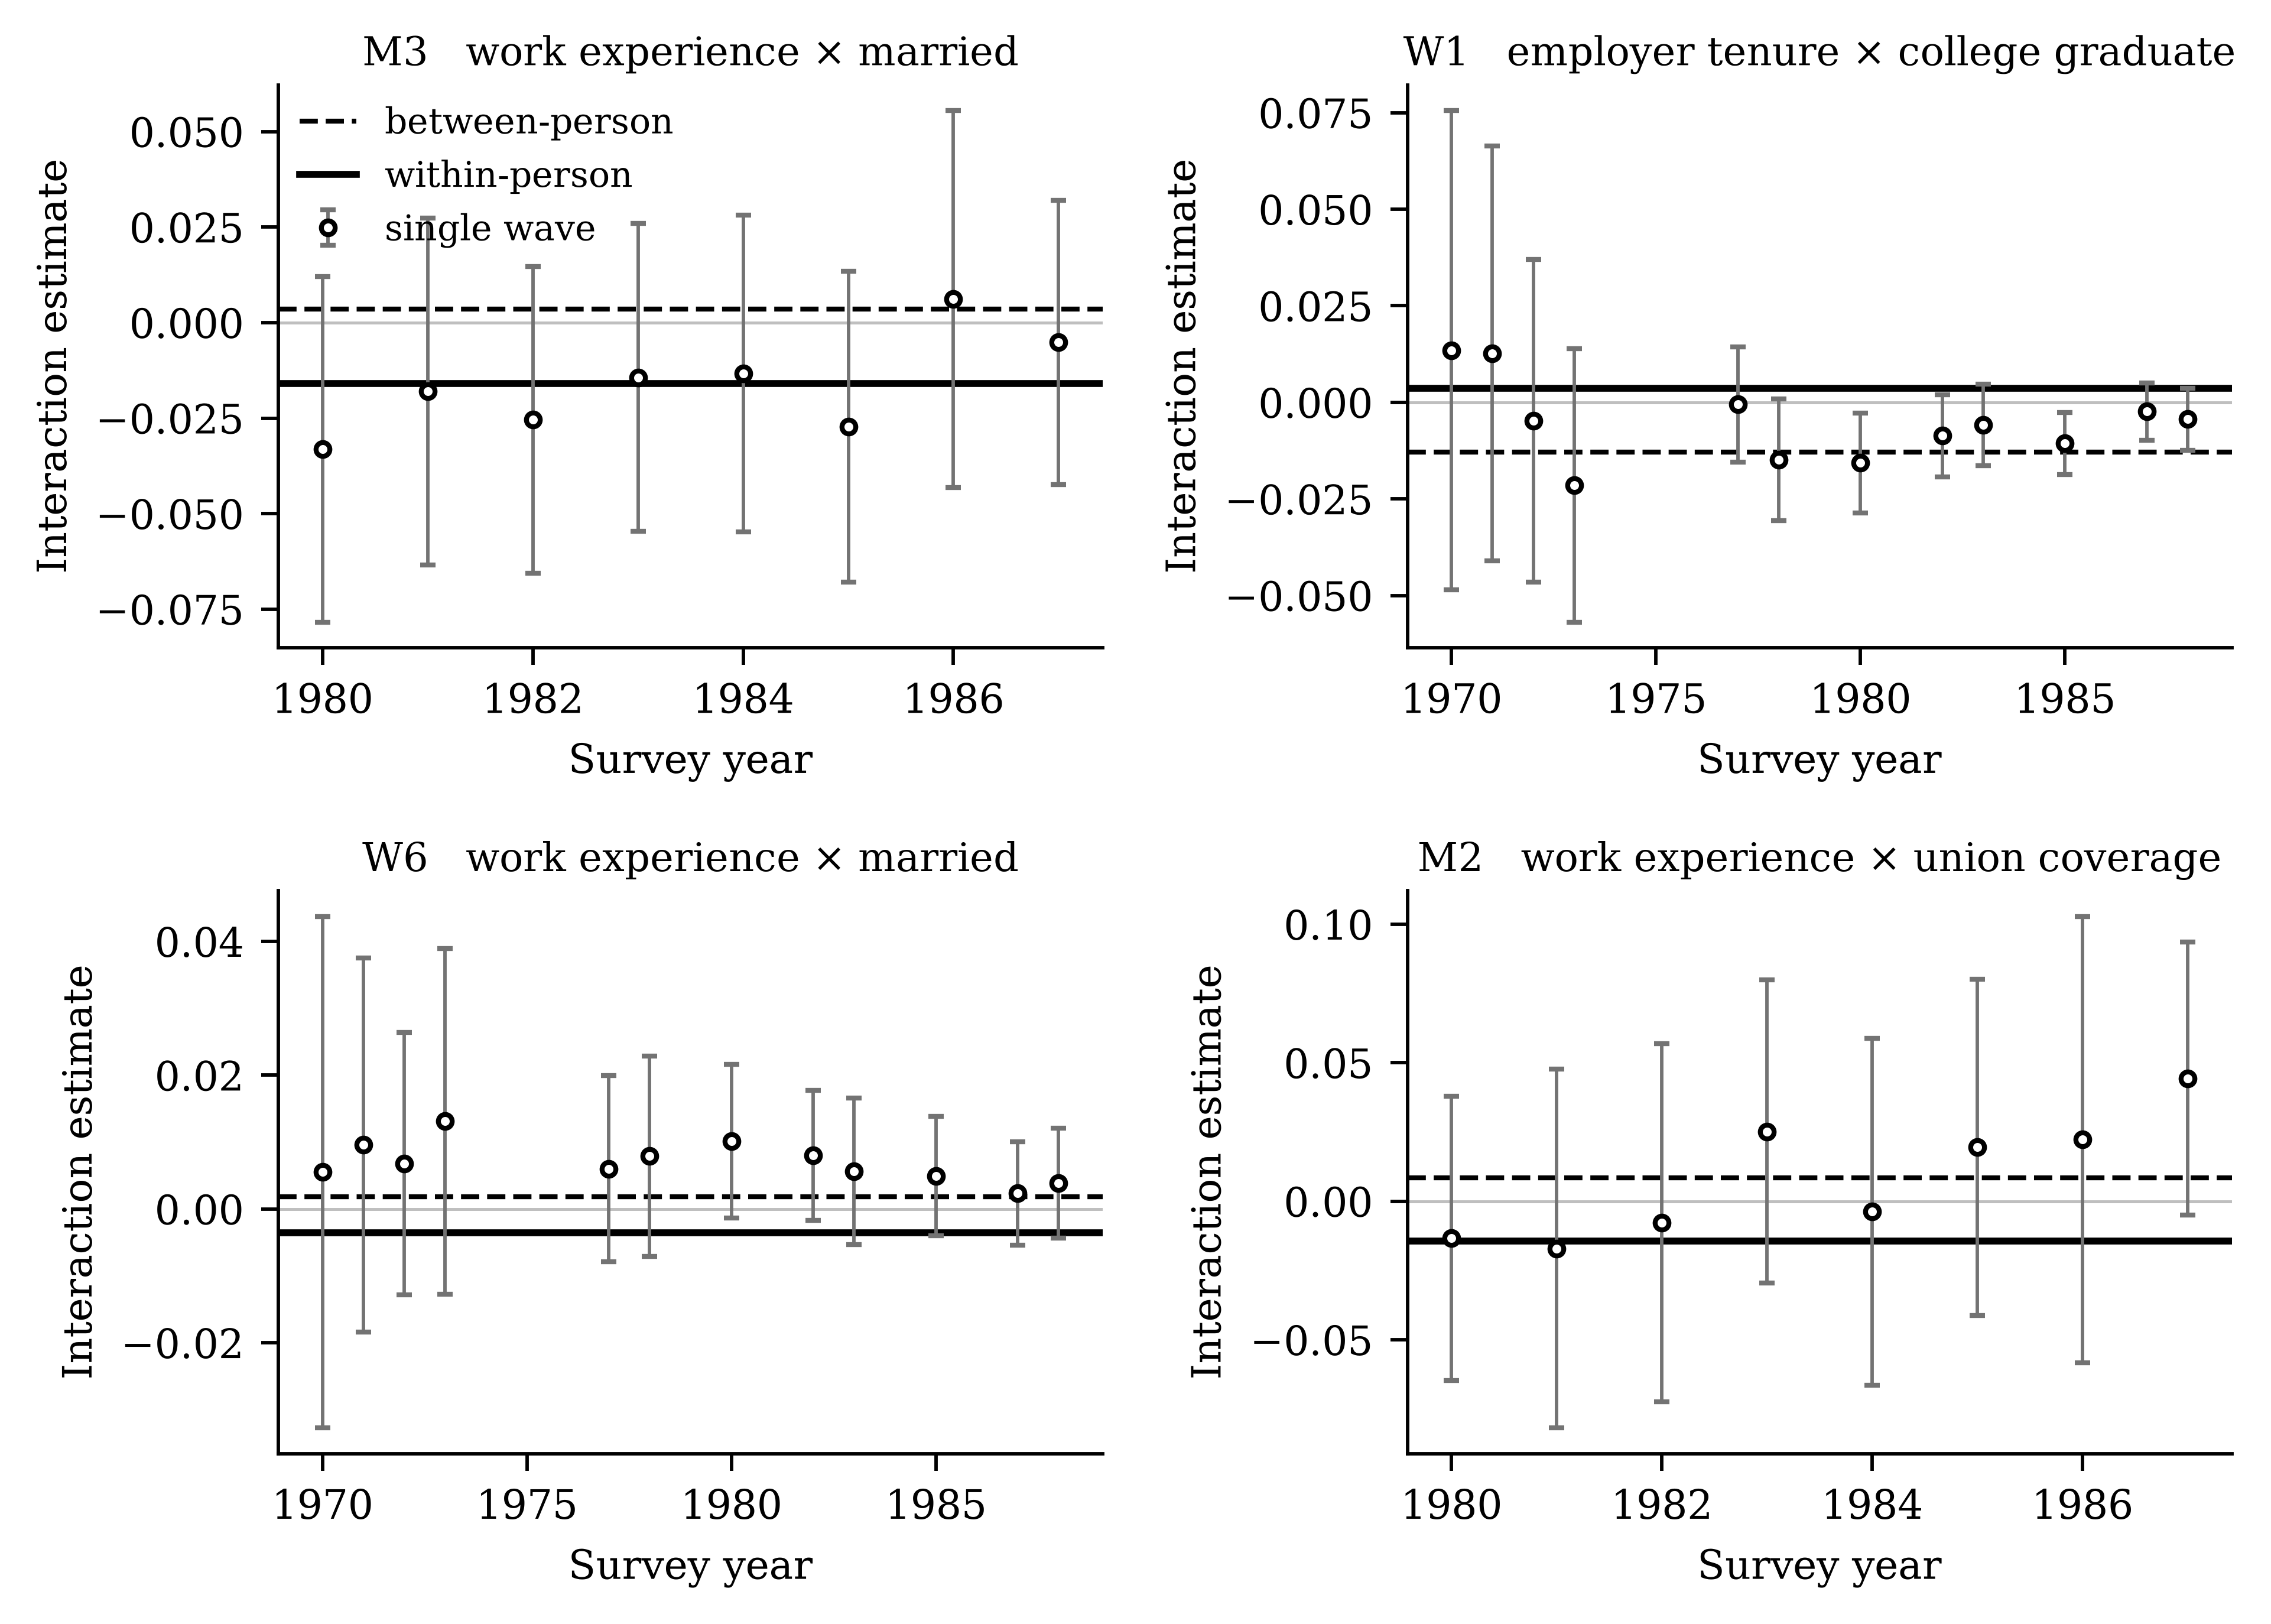 M3 work experience × married
between-person
within-person
single wave
0.050
0.025
0.000
−0.025
−0.050
−0.075
Interaction estimate
1980 1982 1984 1986
Survey year
W1 employer tenure × college graduate
0.075
0.050
0.025
0.000
−0.025
−0.050
Interaction estimate
1970 1975 1980 1985
Survey year
W6 work experience × married
0.04
0.02
0.00
−0.02
Interaction estimate
1970 1975 1980 1985
Survey year
M2 work experience × union coverage
0.10
0.05
0.00
−0.05
Interaction estimate
1980 1982 1984 1986
Survey year